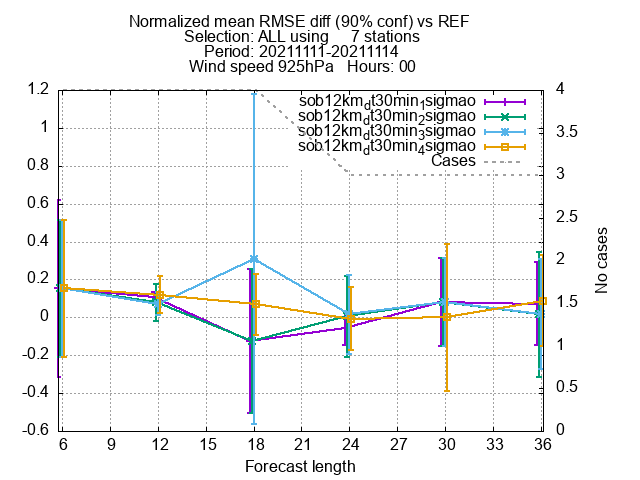 Normalized mean RMSE diff (90% conf) vs REF
Selection: ALL using 7 stations
Period: 20211111-20211114
Wind speed 925hPa Hours: 00
sob12km_dt30min_1sigmao
sob12km_dt30min_2sigmao
sob12km_dt30min_3sigmao
sob12km_dt30min_4sigmao
Cases
1.2
1
0.8
0.6
0.4
0.2
0
-0.2
-0.4
-0.6
4
3.5
3
2.5
2
1.5
1
0.5
0
No cases
6 9 12 15 18 21 24 27 30 33 36
Forecast length